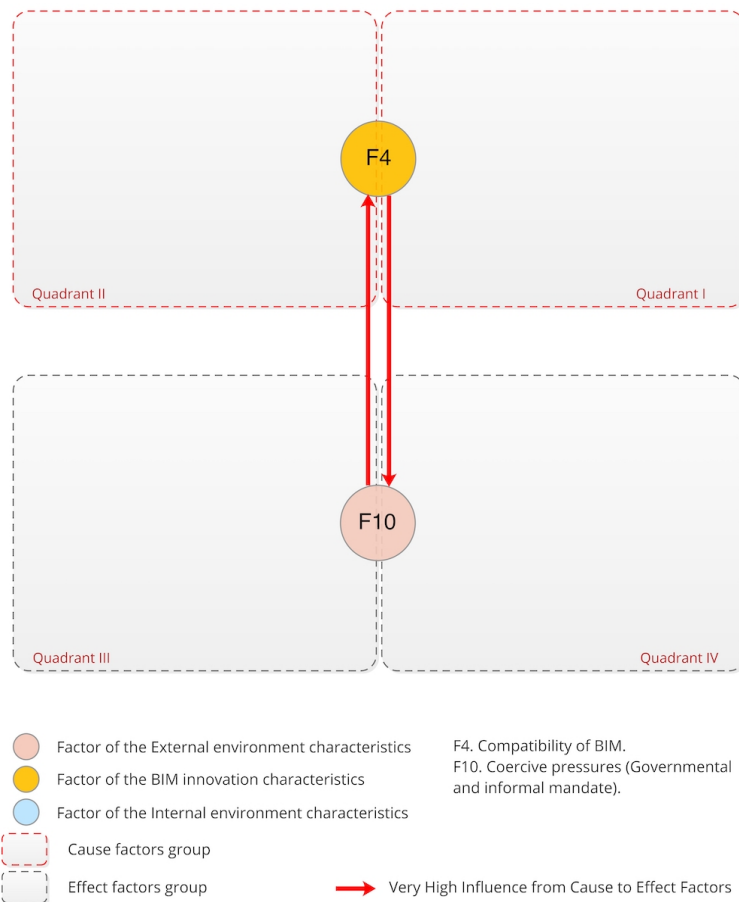 F4
Quadrant II
Quadrant I
F10
Quadrant III
Quadrant IV
Factor of the External environment characteristics
Factor of the BIM innovation characteristics
Factor of the Internal environment characteristics
Cause factors group
Effect factors group
F4. Compatibility of BIM.
F10. Coercive pressures (Governmental
and informal mandate).
Very High Influence from Cause to Effect Factors